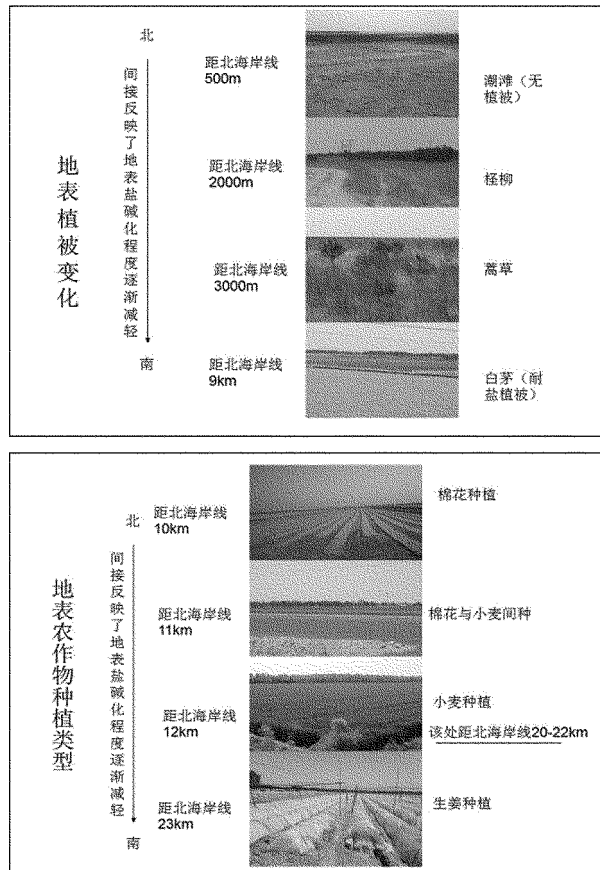 地表植被变化
北
间接反映了地表盐碱化程度逐渐减轻
南
距北海岸线
500m
潮滩（无
植被）
距北海岸线
2000m
柽柳
距北海岸线
3000m
蒿草
距北海岸线
9km
白茅（耐
盐植被）
地表农作物种植类型
北
间接反映了地表盐碱化程度逐渐减轻
南
距北海岸线
10km
棉花种植
距北海岸线
11km
棉花与小麦间种
距北海岸线
12km
小麦种植
该处距北海岸线20-22km
距北海岸线
23km
生姜种植